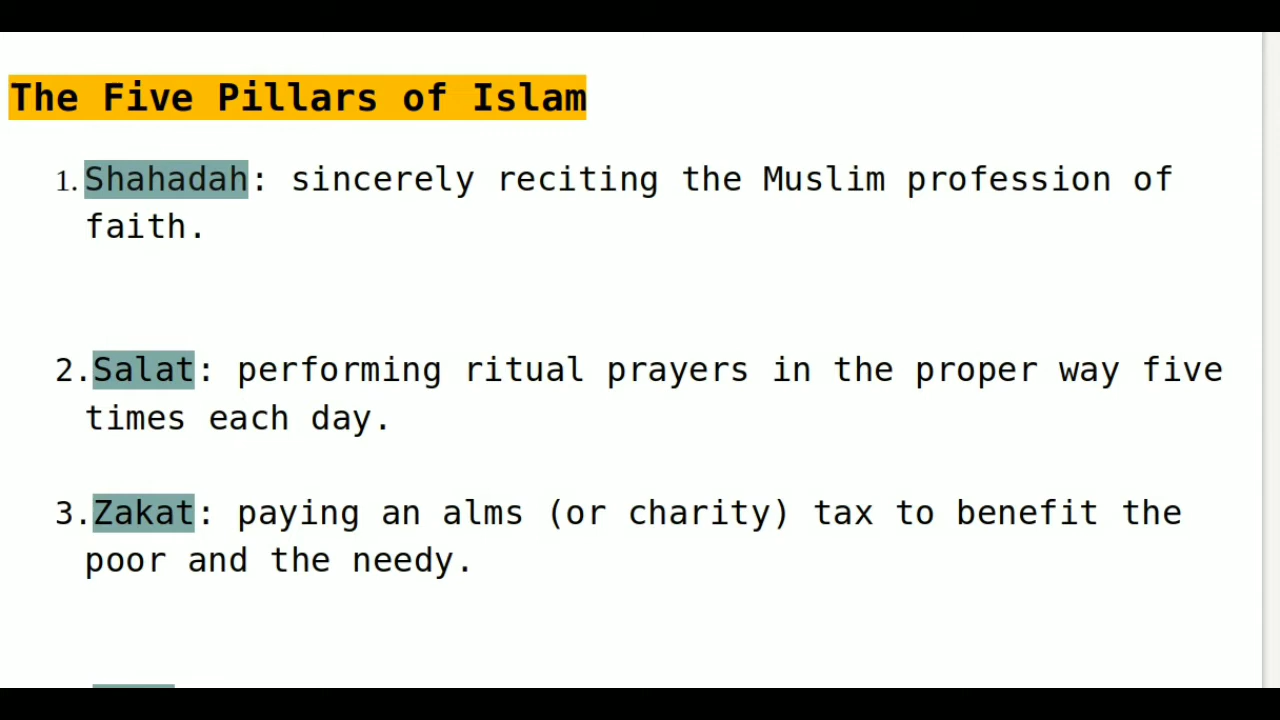 The Five Pillars of Islam
1. Shahadah: sincerely reciting the Muslim profession of
faith.
2.Salat: performing ritual prayers in the proper way five
times each day.
3.Zakat: paying an alms (or charity) tax to benefit the
poor and the needy.